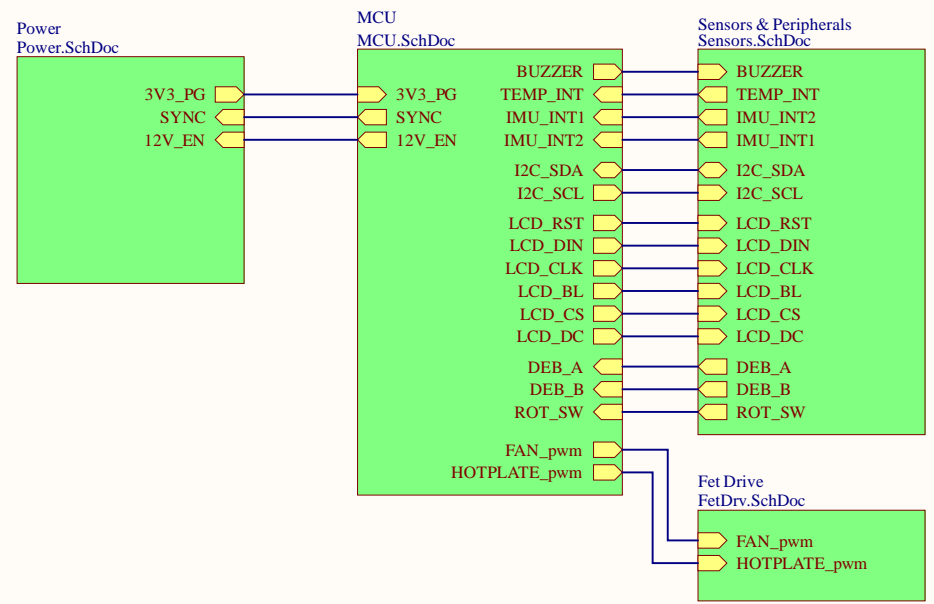 Power
Power.SchDoc
3V3_PG
SYNC
12V_EN
MCU
MCU.SchDoc
3V3_PG
SYNC
12V_EN
BUZZER
TEMP_INT
IMU_INT1
IMU_INT2
I2C_SDA
I2C_SCL
LCD_RST
LCD_DIN
LCD_CLK
LCD_BL
LCD_CS
LCD_DC
DEB_A
DEB_B
ROT_SW
FAN_pwm
HOTPLATE_pwm
Sensors & Peripherals
Sensors.SchDoc
BUZZER
TEMP_INT
IMU_INT2
IMU_INT1
I2C_SDA
I2C_SCL
LCD_RST
LCD_DIN
LCD_CLK
LCD_BL
LCD_CS
LCD_DC
DEB_A
DEB_B
ROT_SW
Fet Drive
FetDrv.SchDoc
FAN_pwm
HOTPLATE_pwm